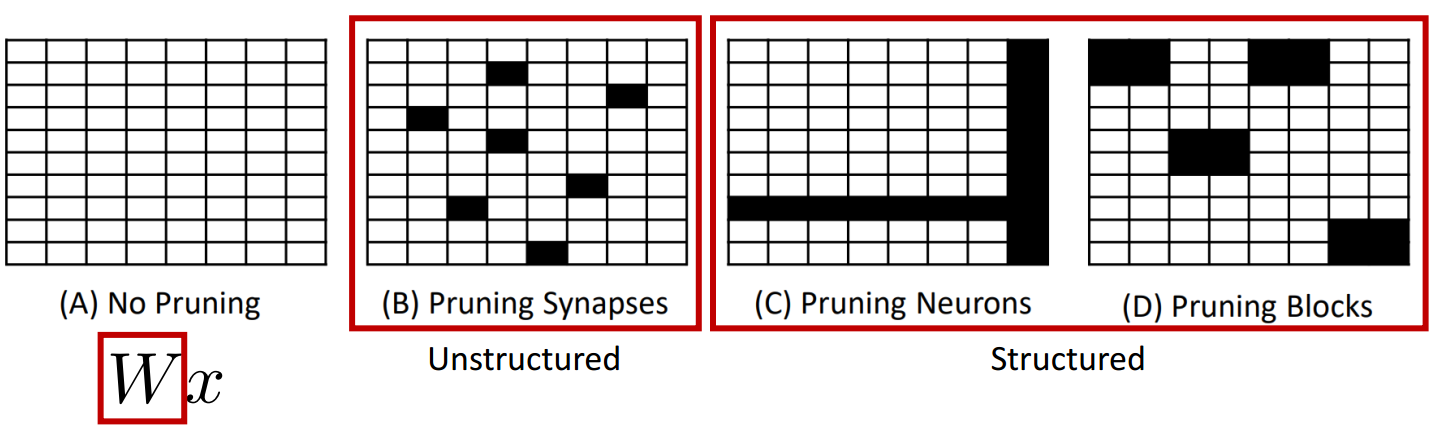 (A) No Pruning
(B) Pruning Synapses
(C) Pruning Neurons
(D) Pruning Blocks
Wx
Unstructured
Structured